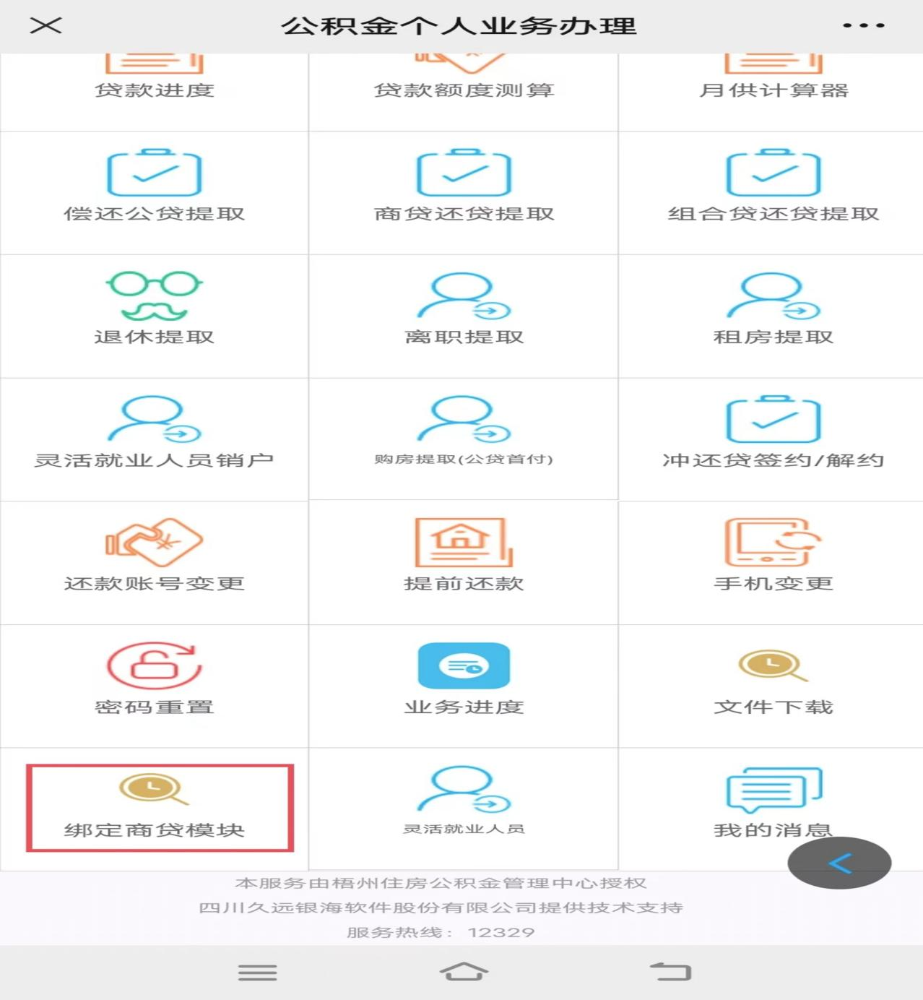 公积金个人业务办理
贷款进度 贷款额度测算 月供计算器
偿还公贷提取 商贷还贷提取 组合贷还贷提取
退休提取 离职提取 租房提取
灵活就业人员销户 购房提取(公贷首付) 冲还贷签约/解约
还款账号变更 提前还款 手机变更
密码重置 业务进度 文件下载
绑定商贷模块 灵活就业人员 我的消息
本服务由梧州住房公积金管理中心授权
四川久远银海软件股份有限公司提供技术支持
服务热线：12329